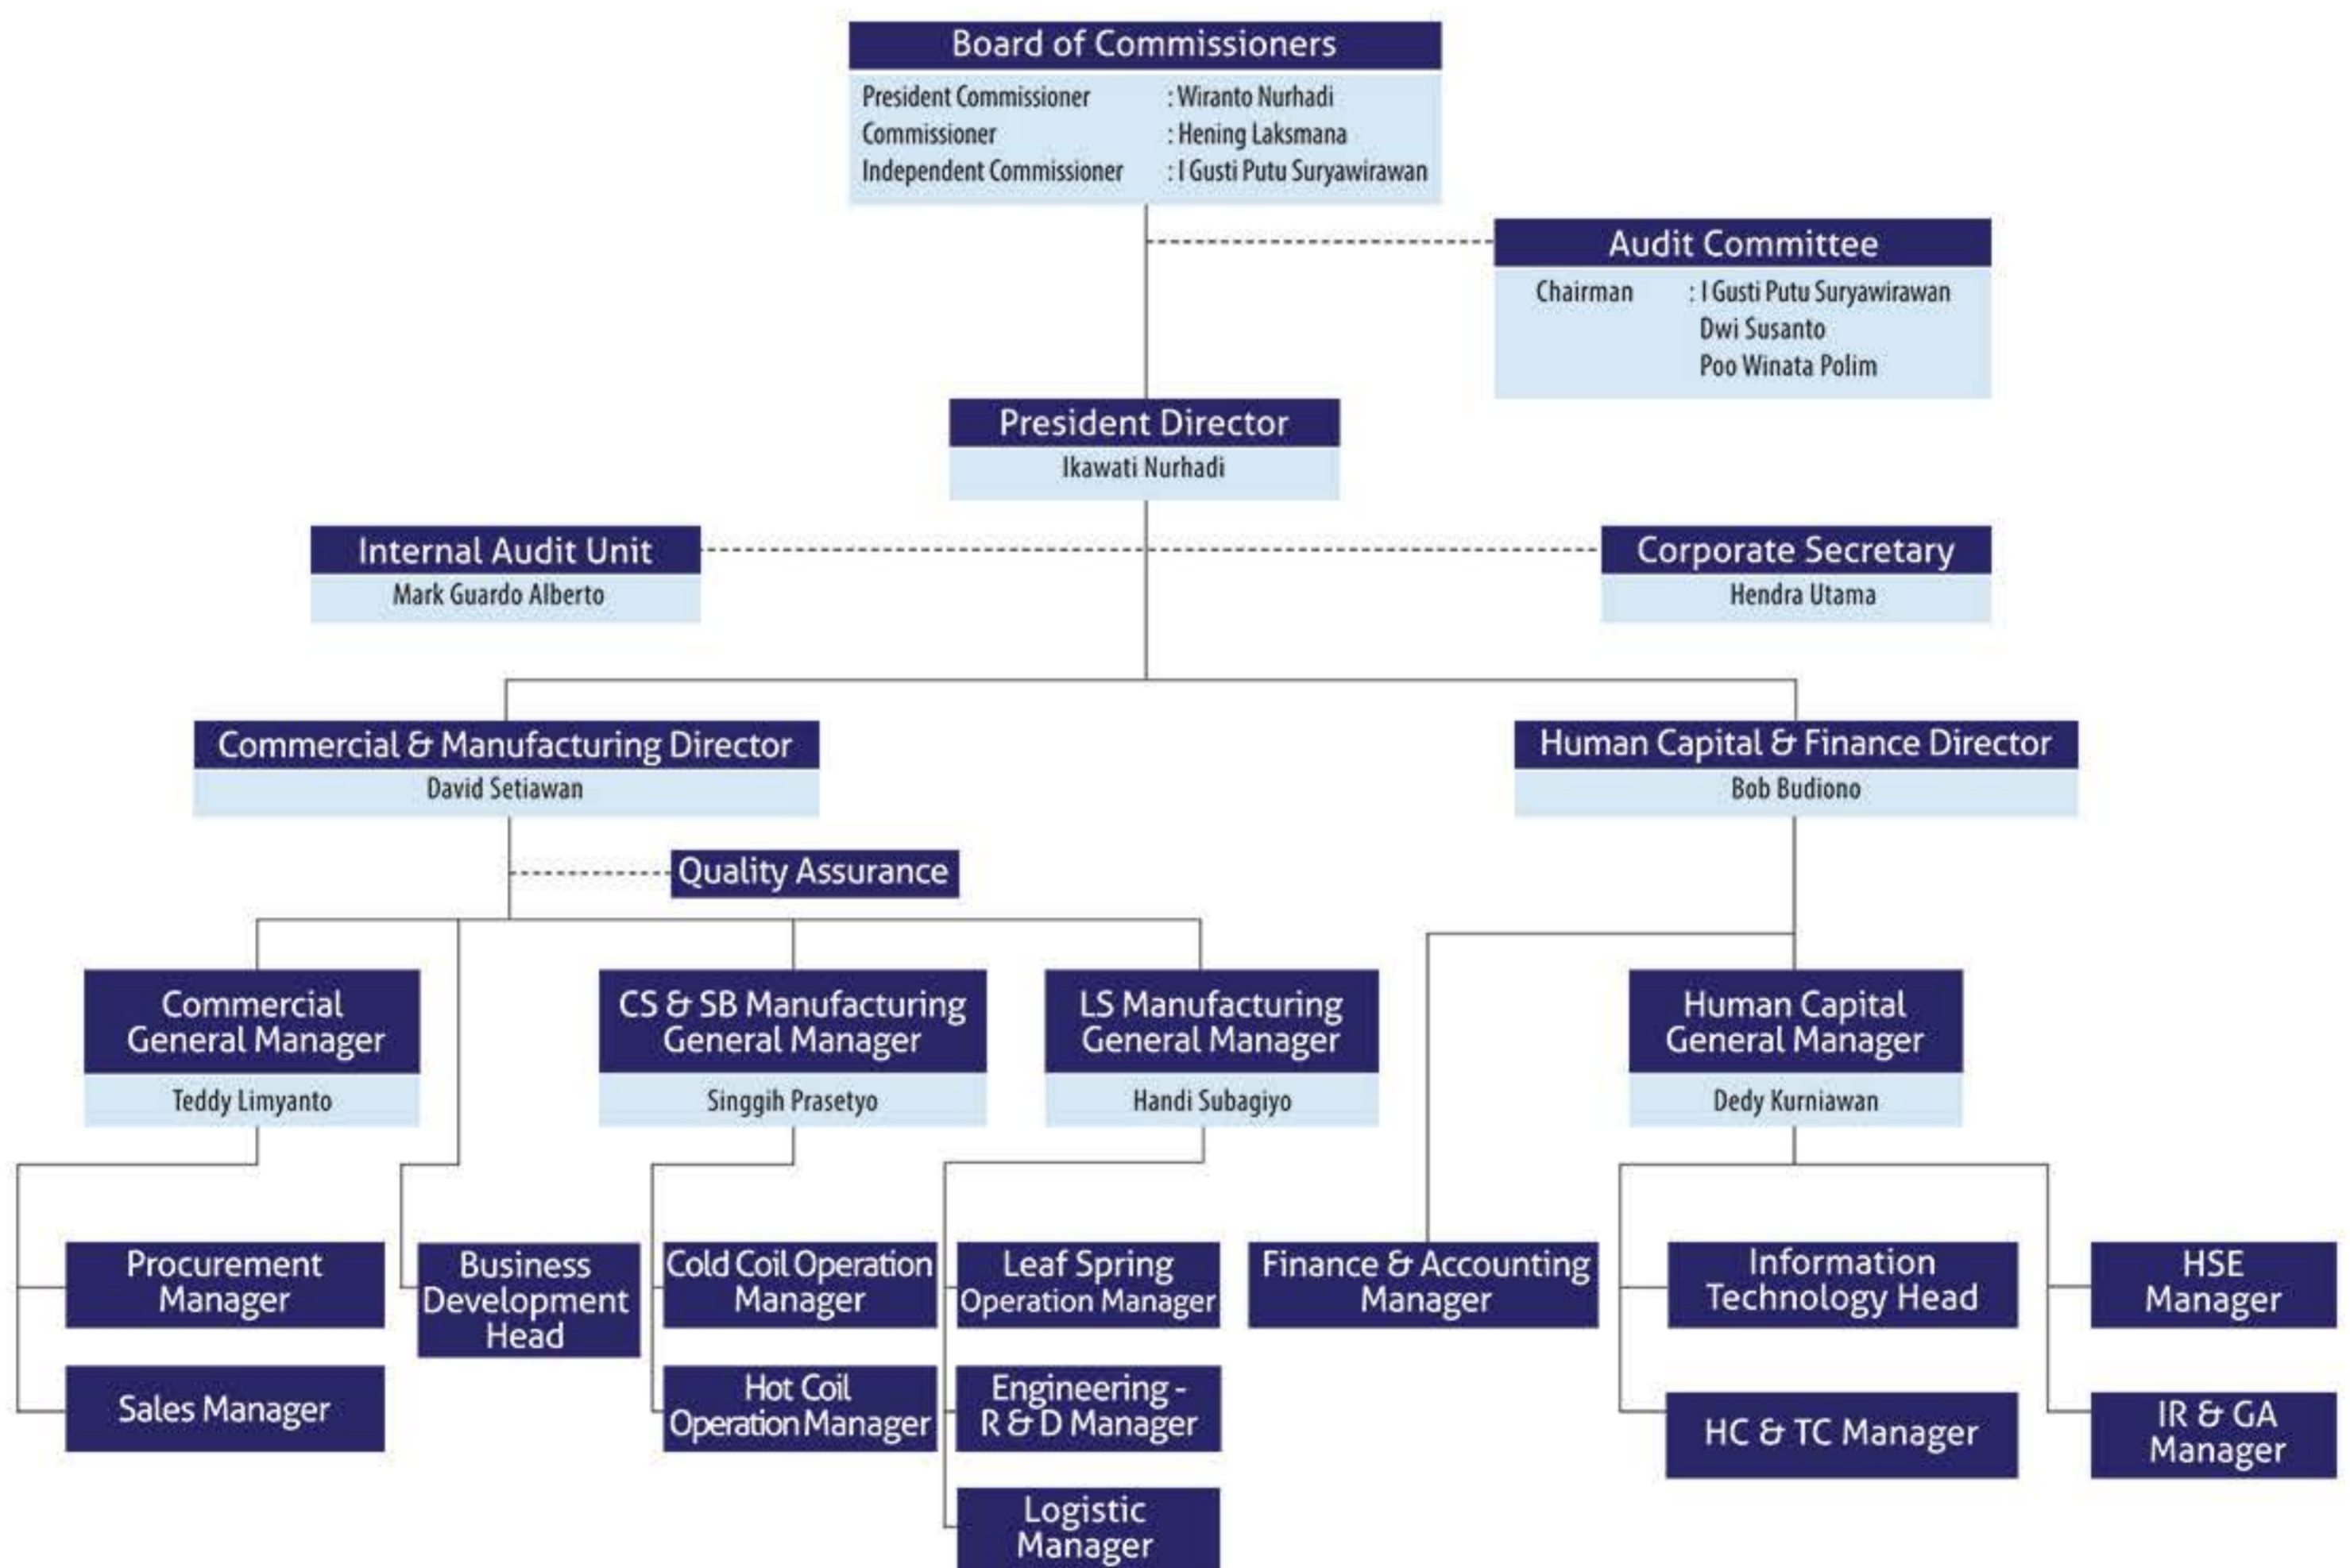 Board of Commissioners
President Commissioner : Wiranto Nurhadi
Commissioner : Hening Laksmana
Independent Commissioner : I Gusti Putu Suryawirawan
Audit Committee
Chairman : I Gusti Putu Suryawirawan
Dwi Susanto
Poo Winata Polim
President Director
Ikawati Nurhadi
Internal Audit Unit
Mark Guardo Alberto
Corporate Secretary
Hendra Utama
Commercial & Manufacturing Director
David Setiawan
Human Capital & Finance Director
Bob Budiono
Quality Assurance
Commercial
General Manager
Teddy Limyanto
CS & SB Manufacturing
General Manager
Singgih Prasetyo
LS Manufacturing
General Manager
Handi Subagiyo
Human Capital
General Manager
Dedy Kurniawan
Procurement
Manager
Business
Development
Head
Cold Coil Operation
Manager
Leaf Spring
Operation Manager
Finance & Accounting
Manager
Information
Technology Head
HSE
Manager
Sales Manager
Hot Coil
Operation Manager
Engineering -
R & D Manager
HC & TC Manager
IR & GA
Manager
Logistic
Manager